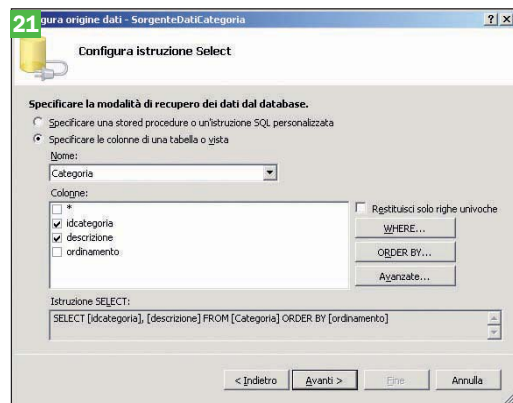 21
gura origine dati - SorgenteDatiCategoria
Configura istruzione Select
Specificare la modalità di recupero dei dati dal database.
Specificare una stored procedure o un'istruzione SQL personalizzata
Specificare le colonne di una tabella o vista
Nome:
Categoria
Colonne:
*
idcategoria
descrizione
ordinamento
Restituisci solo righe univoche
WHERE...
ORDER BY...
Avanzate...
Istruzione SELECT:
SELECT [idcategoria], [descrizione] FROM [Categoria] ORDER BY [ordinamento]
< Indietro
Avanti >
Fine
Annulla